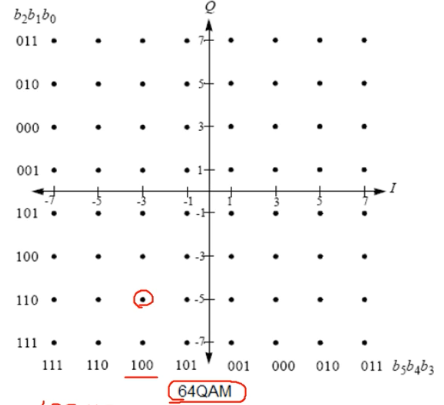 b₂b₁b₀ Q
011 7
010 5
000 3
001 1
-7 -5 -3 -1 1 3 5 7 I
101 -1
100 -3
110 -5
111 -7
111 110 100 101 001 000 010 011 b₅b₄b₃
64QAM